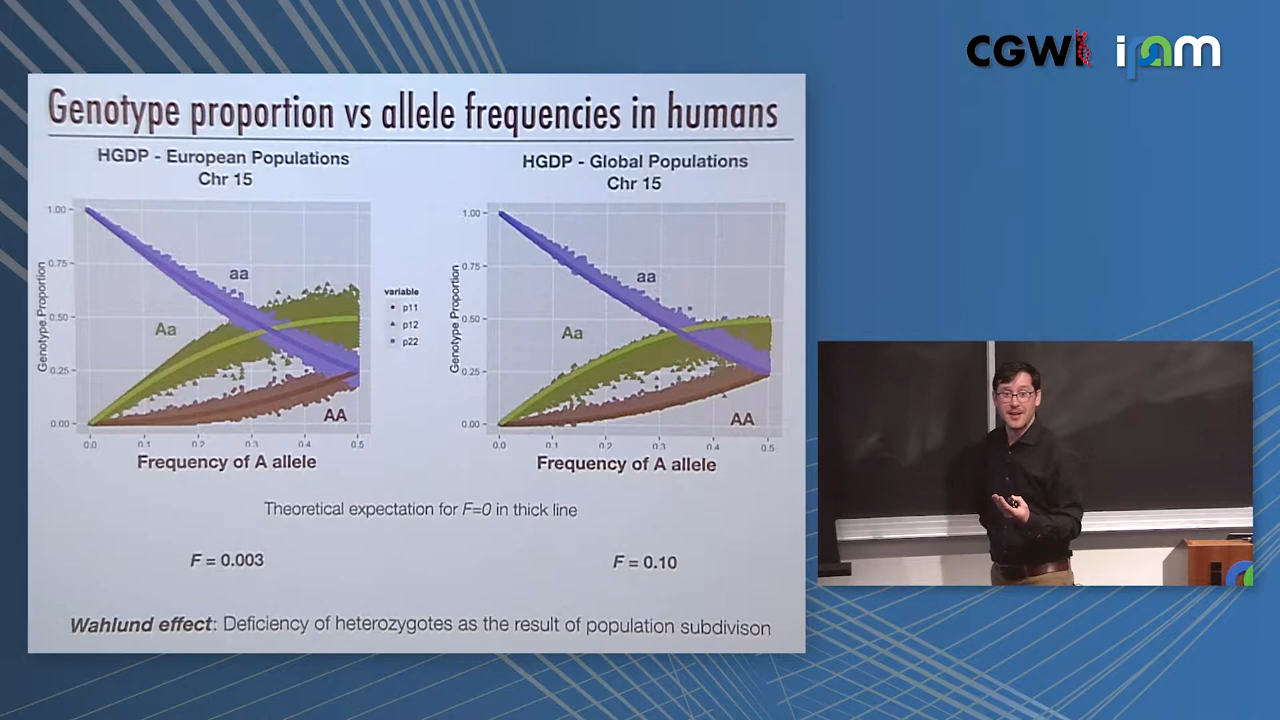 CGWI ipam
Genotype proportion vs allele frequencies in humans
HGDP - European Populations
Chr 15
HGDP - Global Populations
Chr 15
1.00
0.75
0.50
0.25
0.00
Genotype.Proportion
aa
Aa
AA
0.0 0.1 0.2 0.3 0.4 0.5
Frequency of A allele
variable
p11
p12
p22
1.00
0.75
0.50
0.25
0.00
Genotype.Proportion
aa
Aa
AA
0.0 0.1 0.2 0.3 0.4 0.5
Frequency of A allele
Theoretical expectation for F=0 in thick line
F = 0.003
F = 0.10
Wahlund effect: Deficiency of heterozygotes as the result of population subdivison